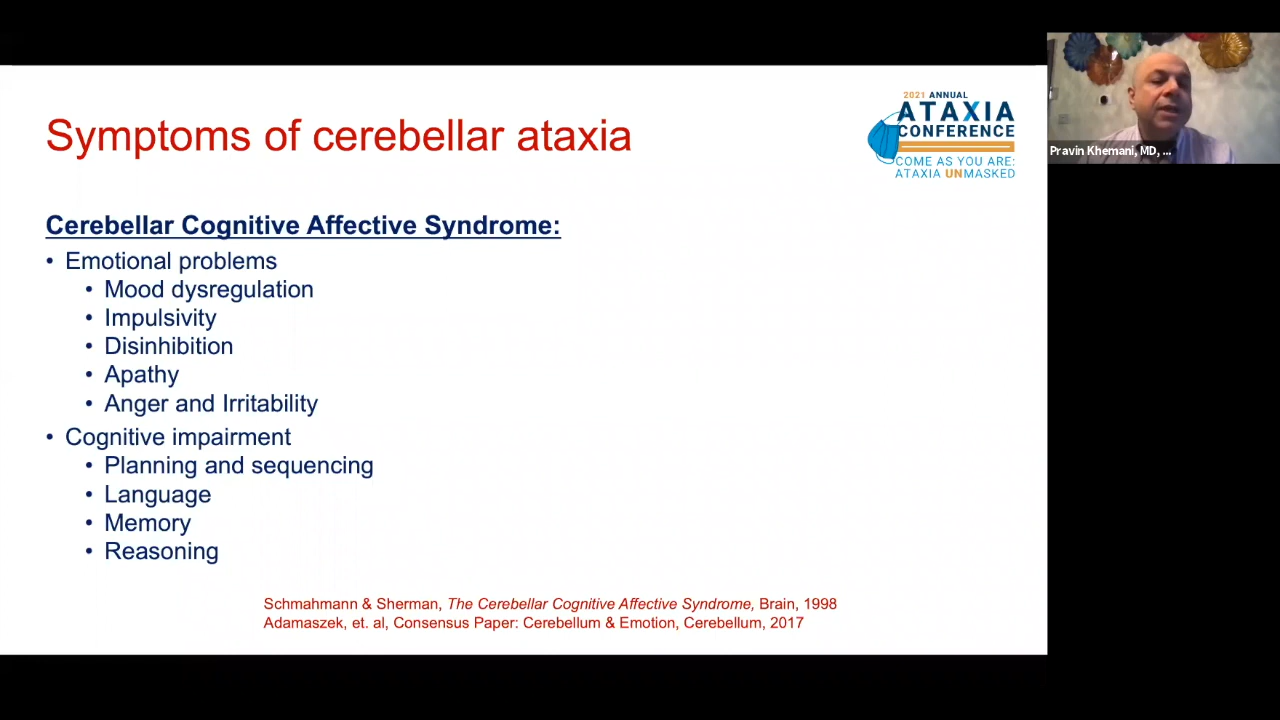 Symptoms of cerebellar ataxia
2021 ANNUAL
ATAXIA
CONFERENCE
COME AS YOU ARE:
ATAXIA UNMASKED
Pravin Khemani, MD, ...
Cerebellar Cognitive Affective Syndrome:
• Emotional problems
• Mood dysregulation
• Impulsivity
• Disinhibition
• Apathy
• Anger and Irritability
• Cognitive impairment
• Planning and sequencing
• Language
• Memory
• Reasoning
Schmahmann & Sherman, The Cerebellar Cognitive Affective Syndrome, Brain, 1998
Adamaszek, et. al, Consensus Paper: Cerebellum & Emotion, Cerebellum, 2017